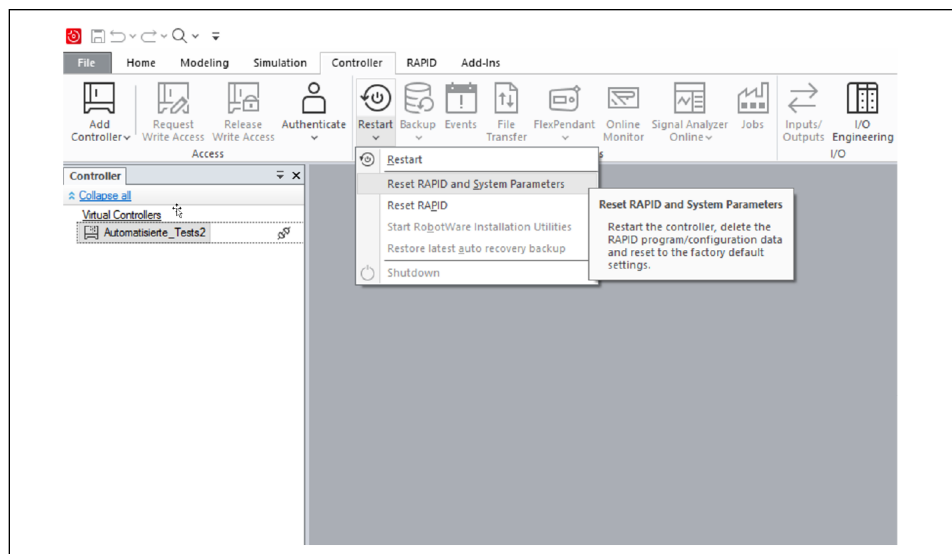 File Home Modeling Simulation Controller RAPID Add-Ins
Add Controller
Request Write Access
Release Write Access
Authenticate
Restart
Backup
Events
File Transfer
FlexPendant
Online Monitor
Signal Analyzer Online
Jobs
Inputs/ Outputs
I/O Engineering
Access
s
I/O
Controller
Collapse all
Virtual Controllers
Automatisierte_Tests2
Restart
Reset RAPID and System Parameters
Reset RAPID
Start RobotWare Installation Utilities
Restore latest auto recovery backup
Shutdown
Reset RAPID and System Parameters
Restart the controller, delete the
RAPID program/configuration data
and reset to the factory default
settings.